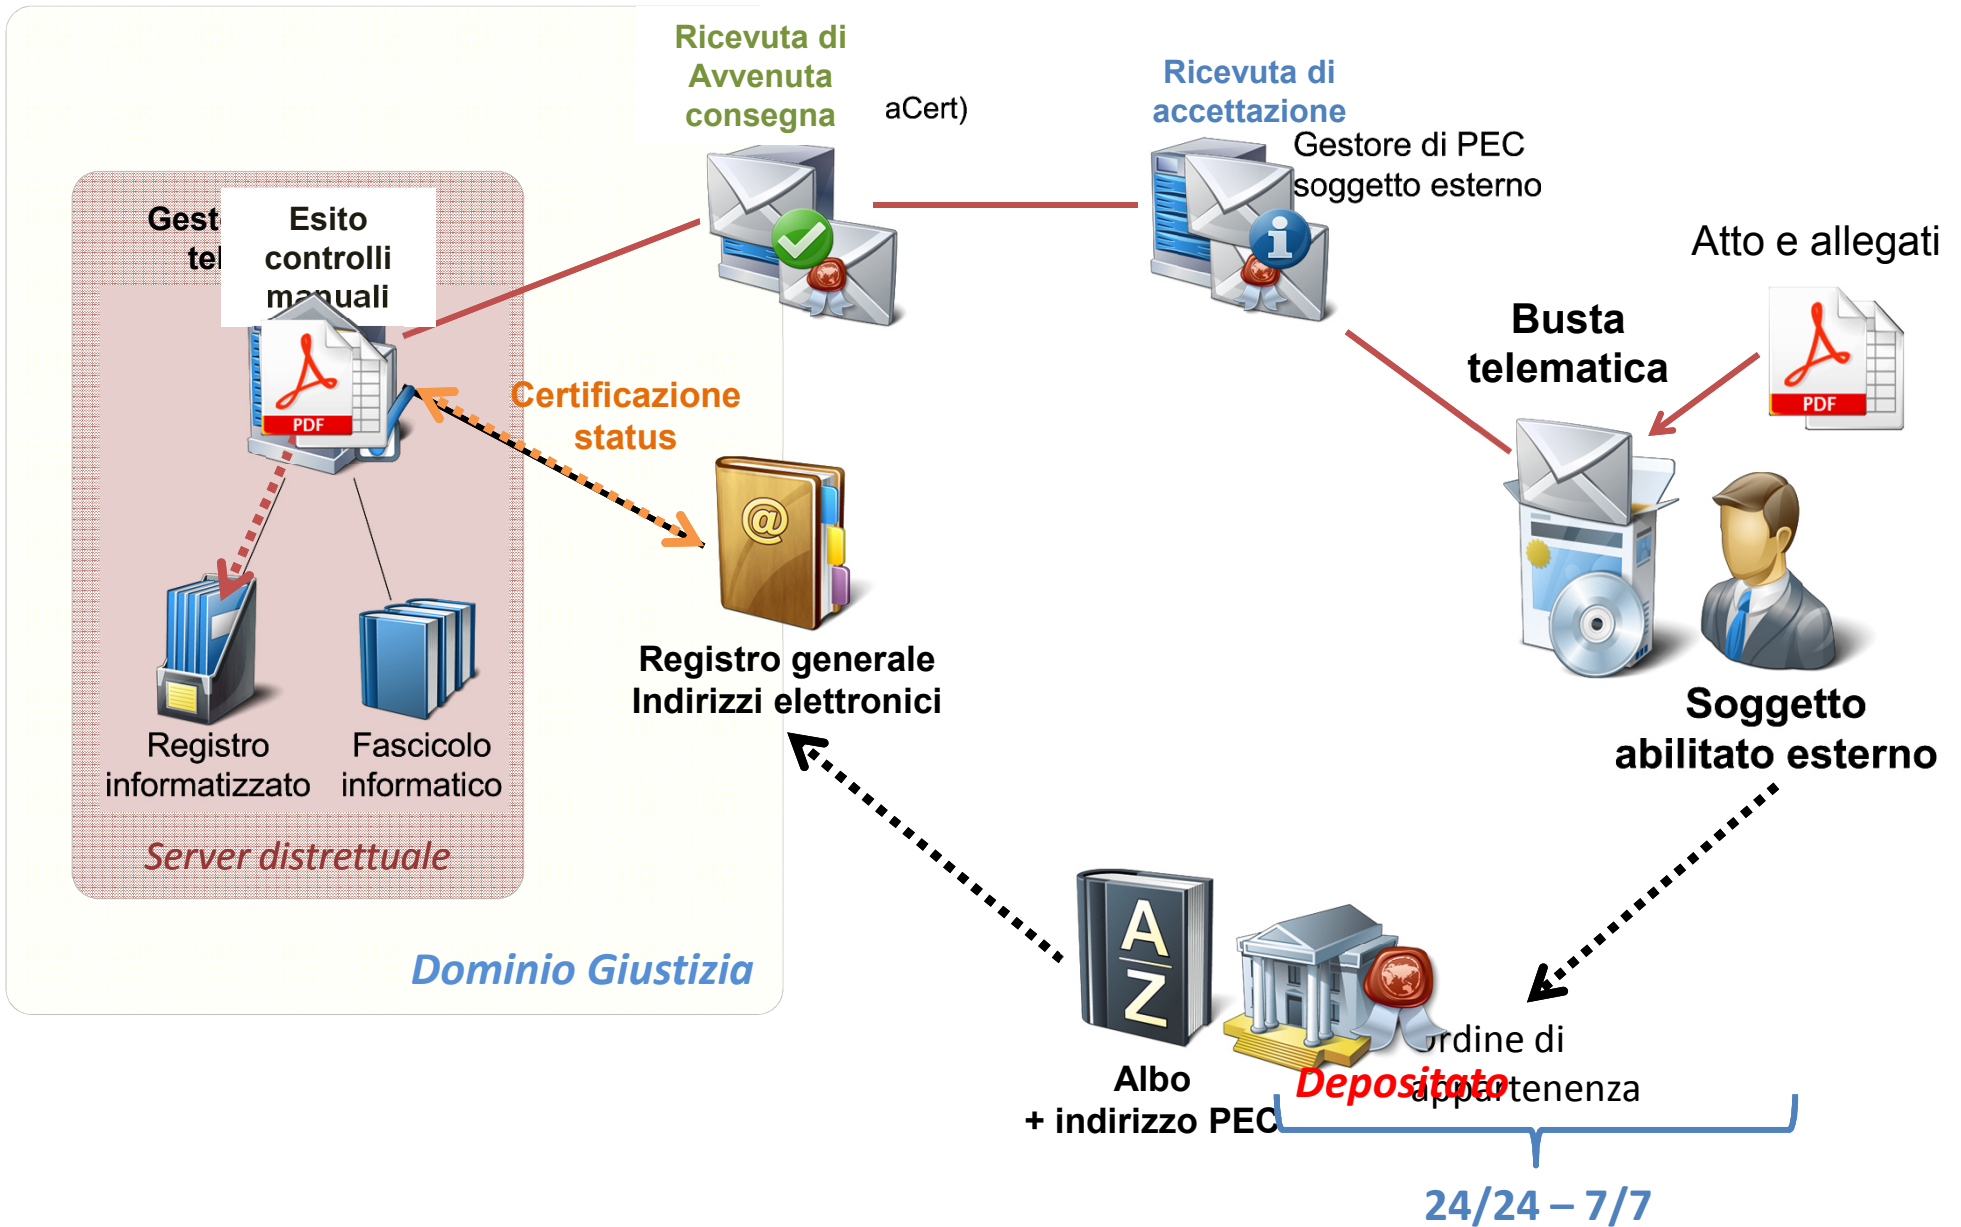 Ricevuta di
Avvenuta
consegna
aCert)
Ricevuta di
accettazione
Gestore di PEC
soggetto esterno
Atto e allegati
Busta
telematica
PDF
Esito
controlli
manuali
PDF
Certificazione
status
@
Registro generale
Indirizzi elettronici
Soggetto
abilitato esterno
Registro
informatizzato
Fascicolo
informatico
Server distrettuale
Dominio Giustizia
A
Z
Albo
+ indirizzo PEC
Ordine di
appartenenza
Depositato
24/24 – 7/7